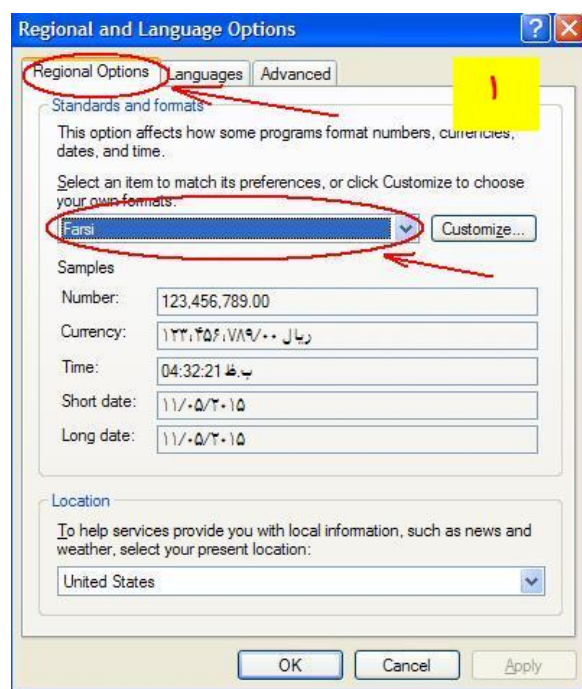 Regional and Language Options
Regional Options Languages Advanced
۱
Standards and formats
This option affects how some programs format numbers, currencies,
dates, and time.
Select an item to match its preferences, or click Customize to choose
your own formats:
Farsi Customize...
Samples
Number: 123,456,789.00
Currency: ریال ۱۲۳،۴۵۶،۷۸۹/۰۰
Time: 04:32:21 ب.ظ
Short date: ۱۱/۰۵/۲۰۱۵
Long date: ۱۱/۰۵/۲۰۱۵
Location
To help services provide you with local information, such as news and
weather, select your present location:
United States
OK Cancel Apply